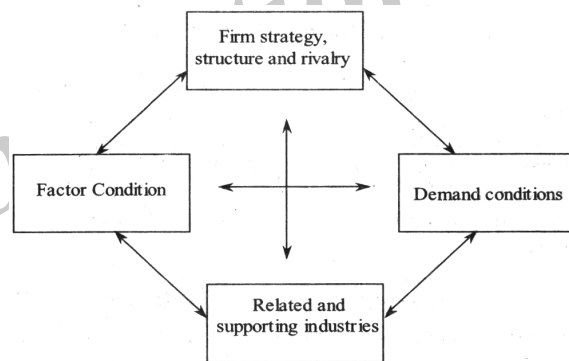 Firm strategy,
structure and rivalry
Factor Condition
Demand conditions
Related and
supporting industries